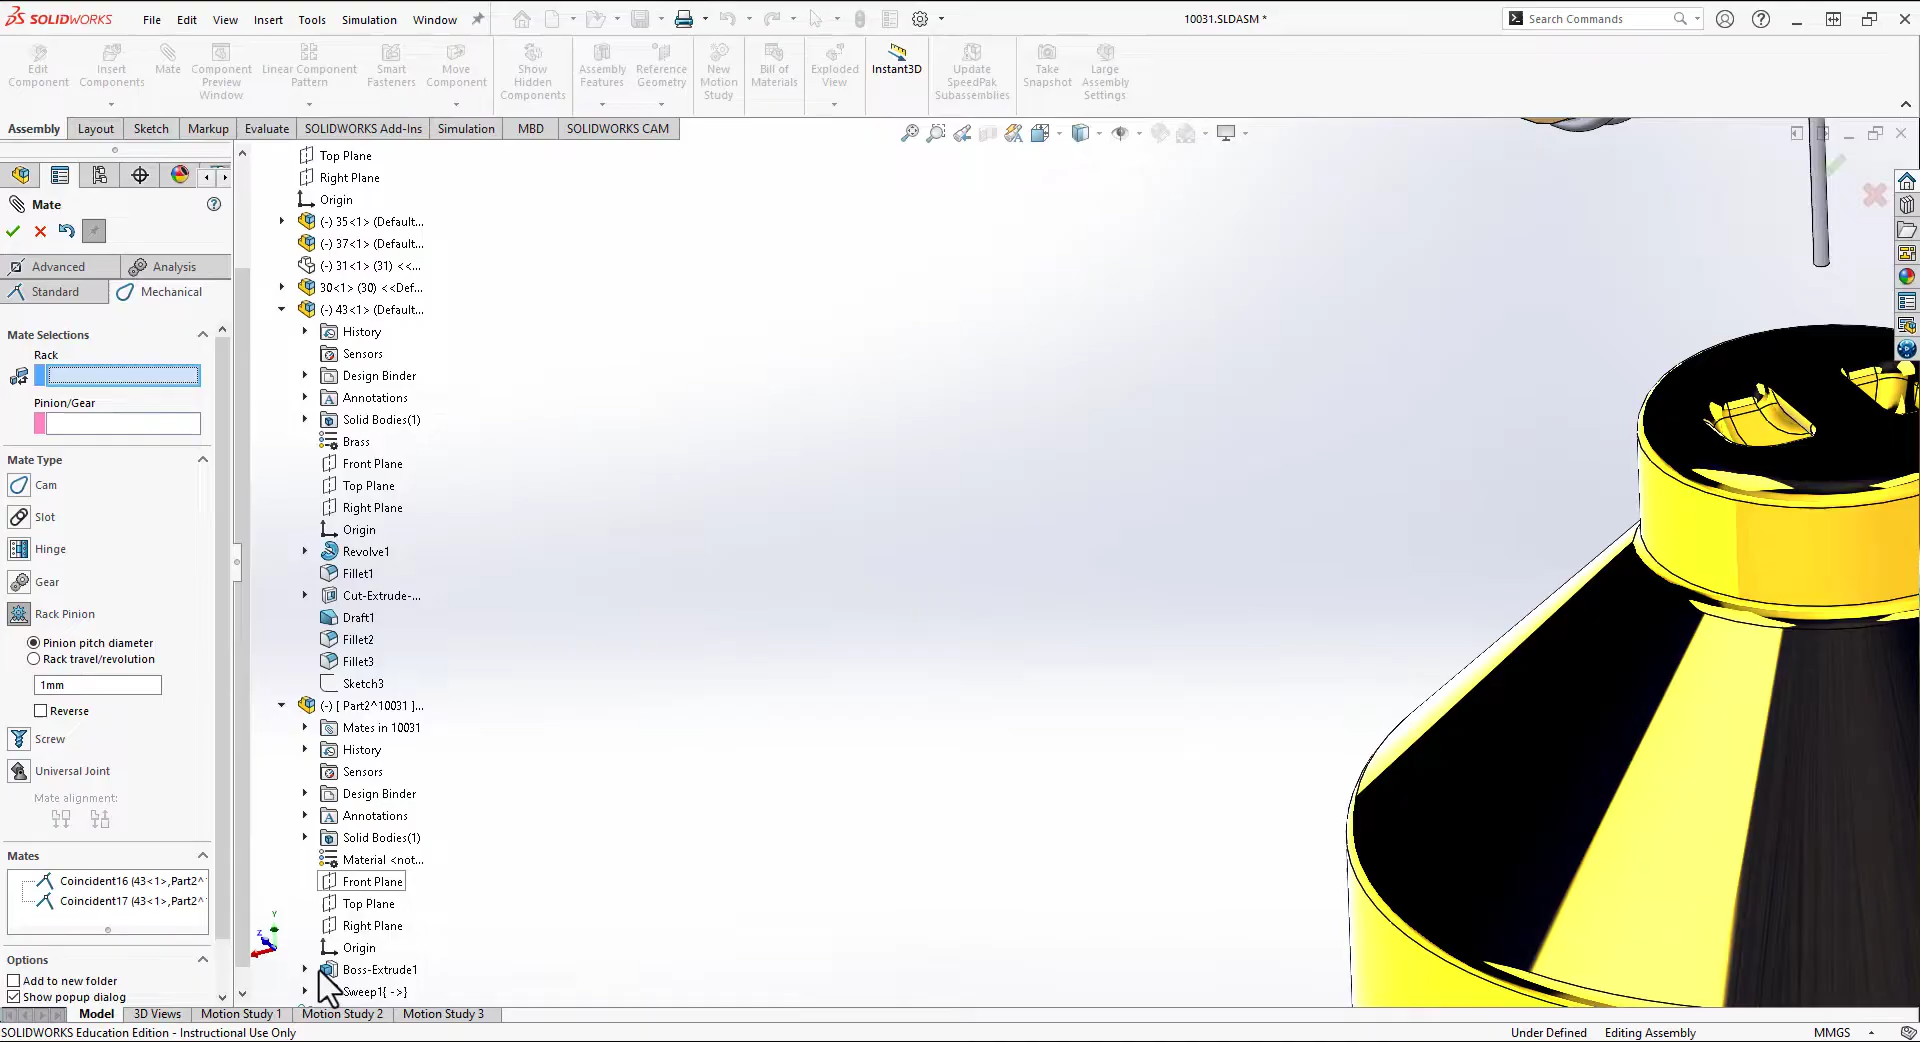 SOLIDWORKS File Edit View Insert Tools Simulation Window 10031.SLDASM * Search Commands
Edit Component
Insert Components
Mate
Component Preview Window
Linear Component Pattern
Smart Fasteners
Move Component
Show Hidden Components
Assembly Features
Reference Geometry
New Motion Study
Bill of Materials
Exploded View
Instant3D
Update SpeedPak Subassemblies
Take Snapshot
Large Assembly Settings
Assembly Layout Sketch Markup Evaluate SOLIDWORKS Add-Ins Simulation MBD SOLIDWORKS CAM
Mate
Advanced Analysis
Standard Mechanical
Mate Selections
Rack
Pinion/Gear
Mate Type
Cam
Slot
Hinge
Gear
Rack Pinion
Pinion pitch diameter
Rack travel/revolution
1mm
Reverse
Screw
Universal Joint
Mate alignment:
Mates
Coincident16 (43<1>,Part2^
Coincident17 (43<1>,Part2^
Options
Add to new folder
Show popup dialog
Top Plane
Right Plane
Origin
(-) 35<1> (Default...
(-) 37<1> (Default...
(-) 31<1> (31) <<...
30<1> (30) <<Def...
(-) 43<1> (Default...
History
Sensors
Design Binder
Annotations
Solid Bodies(1)
Brass
Front Plane
Top Plane
Right Plane
Origin
Revolve1
Fillet1
Cut-Extrude-...
Draft1
Fillet2
Fillet3
Sketch3
(-) [ Part2^10031 ]...
Mates in 10031
History
Sensors
Design Binder
Annotations
Solid Bodies(1)
Material <not...
Front Plane
Top Plane
Right Plane
Origin
Boss-Extrude1
Sweep1{ ->}
Y
Z
Model 3D Views Motion Study 1 Motion Study 2 Motion Study 3
SOLIDWORKS Education Edition - Instructional Use Only Under Defined Editing Assembly MMGS